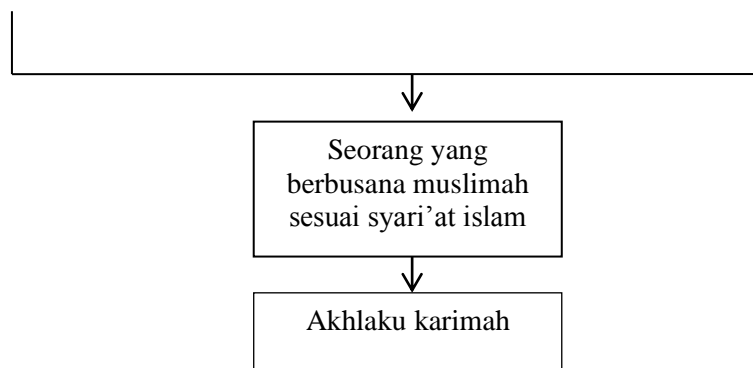 Seorang yang
berbusana muslimah
sesuai syari’at islam
Akhlaku karimah